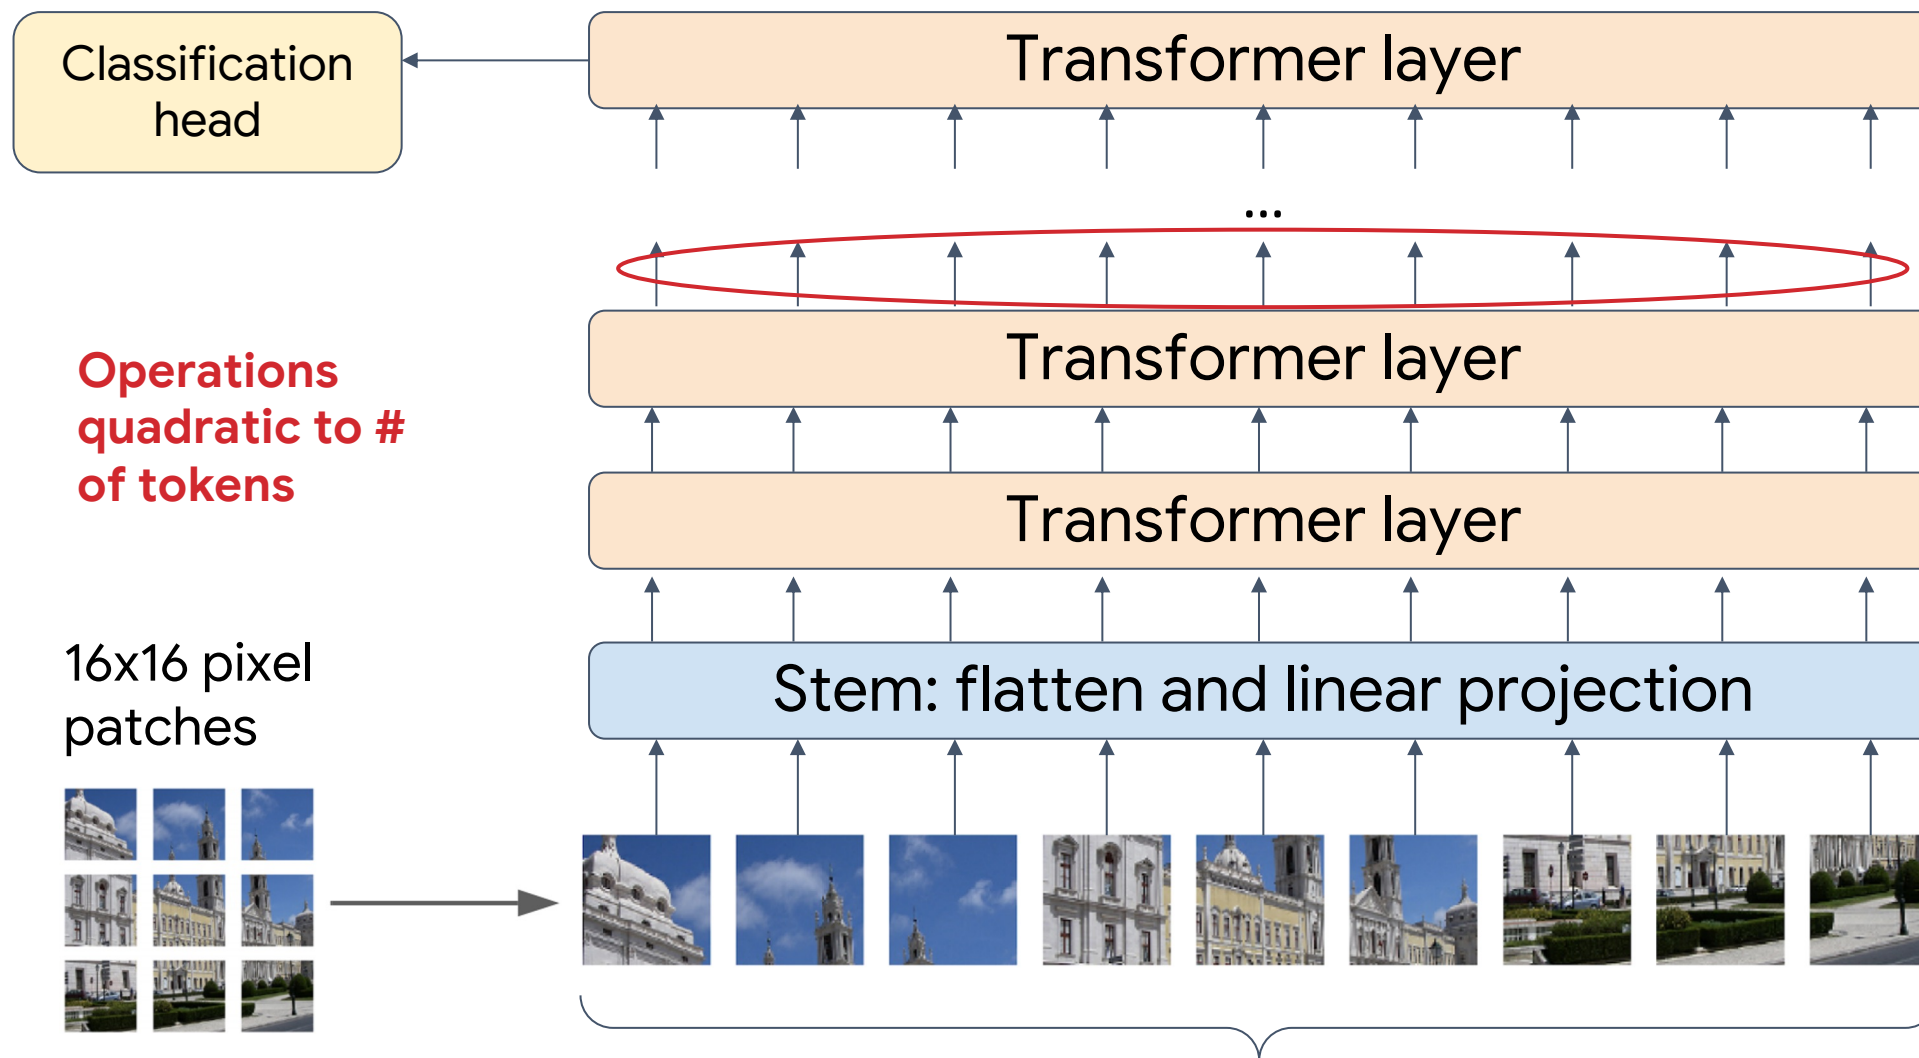 Classification
head
Transformer layer
...
Transformer layer
Operations
quadratic to #
of tokens
Transformer layer
16x16 pixel
patches
Stem: flatten and linear projection